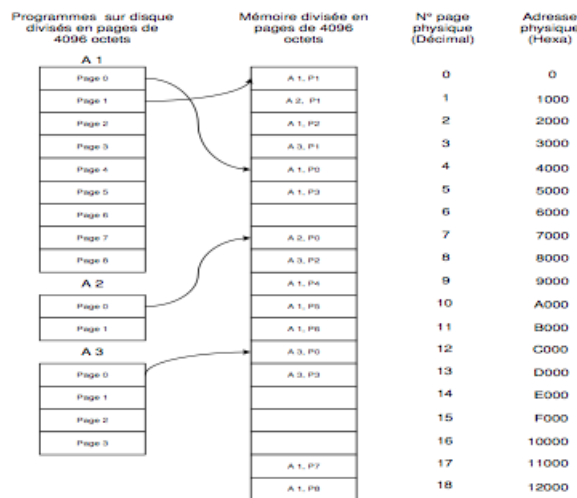 Programmes sur disque
divisés en pages de
4096 octets
Mémoire divisée en
pages de 4096
octets
N° page
physique
(Décimal)
Adresse
physique
(Hexa)
A 1
Page 0
Page 1
Page 2
Page 3
Page 4
Page 5
Page 6
Page 7
Page 8
A 2
Page 0
Page 1
A 3
Page 0
Page 1
Page 2
Page 3
A 1, P1
A 2, P1
A 1, P2
A 3, P1
A 1, P0
A 1, P3
A 2, P0
A 3, P2
A 1, P4
A 1, P5
A 1, P6
A 3, P0
A 3, P3
A 1, P7
A 1, P8
0 0
1 1000
2 2000
3 3000
4 4000
5 5000
6 6000
7 7000
8 8000
9 9000
10 A000
11 B000
12 C000
13 D000
14 E000
15 F000
16 10000
17 11000
18 12000